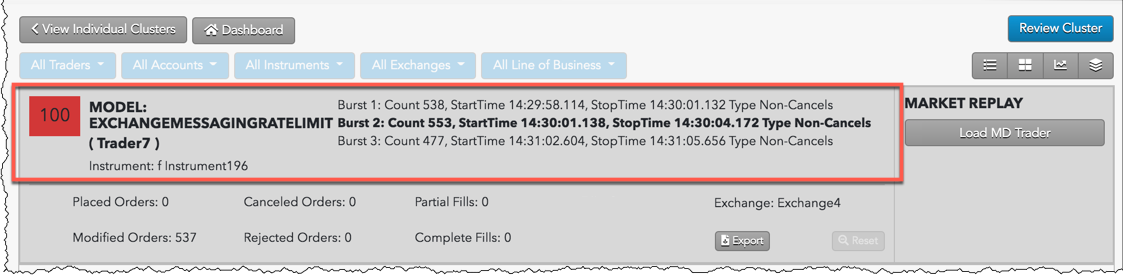 View Individual Clusters
Dashboard
Review Cluster
All Traders
All Accounts
All Instruments
All Exchanges
All Line of Business
100
MODEL:
EXCHANGEMESSAGINGRATELIMIT
( Trader7 )
Instrument: f Instrument196
Burst 1: Count 538, StartTime 14:29:58.114, StopTime 14:30:01.132 Type Non-Cancels
Burst 2: Count 553, StartTime 14:30:01.138, StopTime 14:30:04.172 Type Non-Cancels
Burst 3: Count 477, StartTime 14:31:02.604, StopTime 14:31:05.656 Type Non-Cancels
MARKET REPLAY
Load MD Trader
Placed Orders: 0
Canceled Orders: 0
Partial Fills: 0
Exchange: Exchange4
Modified Orders: 537
Rejected Orders: 0
Complete Fills: 0
Export
Reset